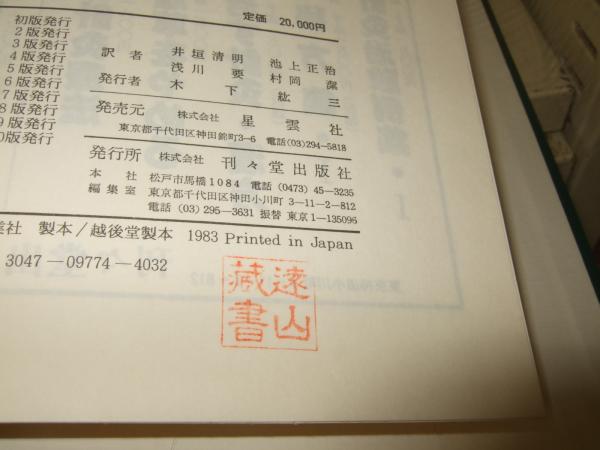 定価 20,000円
初版発行
2版発行
3版発行
4版発行
5版発行
6版発行
7版発行
8版発行
9版発行
0版発行
訳者 井垣清明 池上正治
浅川要 村岡潔
発行者 木下紘三
発売元 株式会社 星雲社
東京都千代田区神田錦町3-6 電話(03)294-5818
発行所 株式会社 刊々堂出版社
本社 松戸市馬橋1084 電話 (0473) 45-3235
編集室 東京都千代田区神田小川町 3-11-2-812
電話 (03) 295-3631 振替 東京1-135096
業社 製本/越後堂製本 1983 Printed in Japan
3047-09774-4032
遠山
蔵書